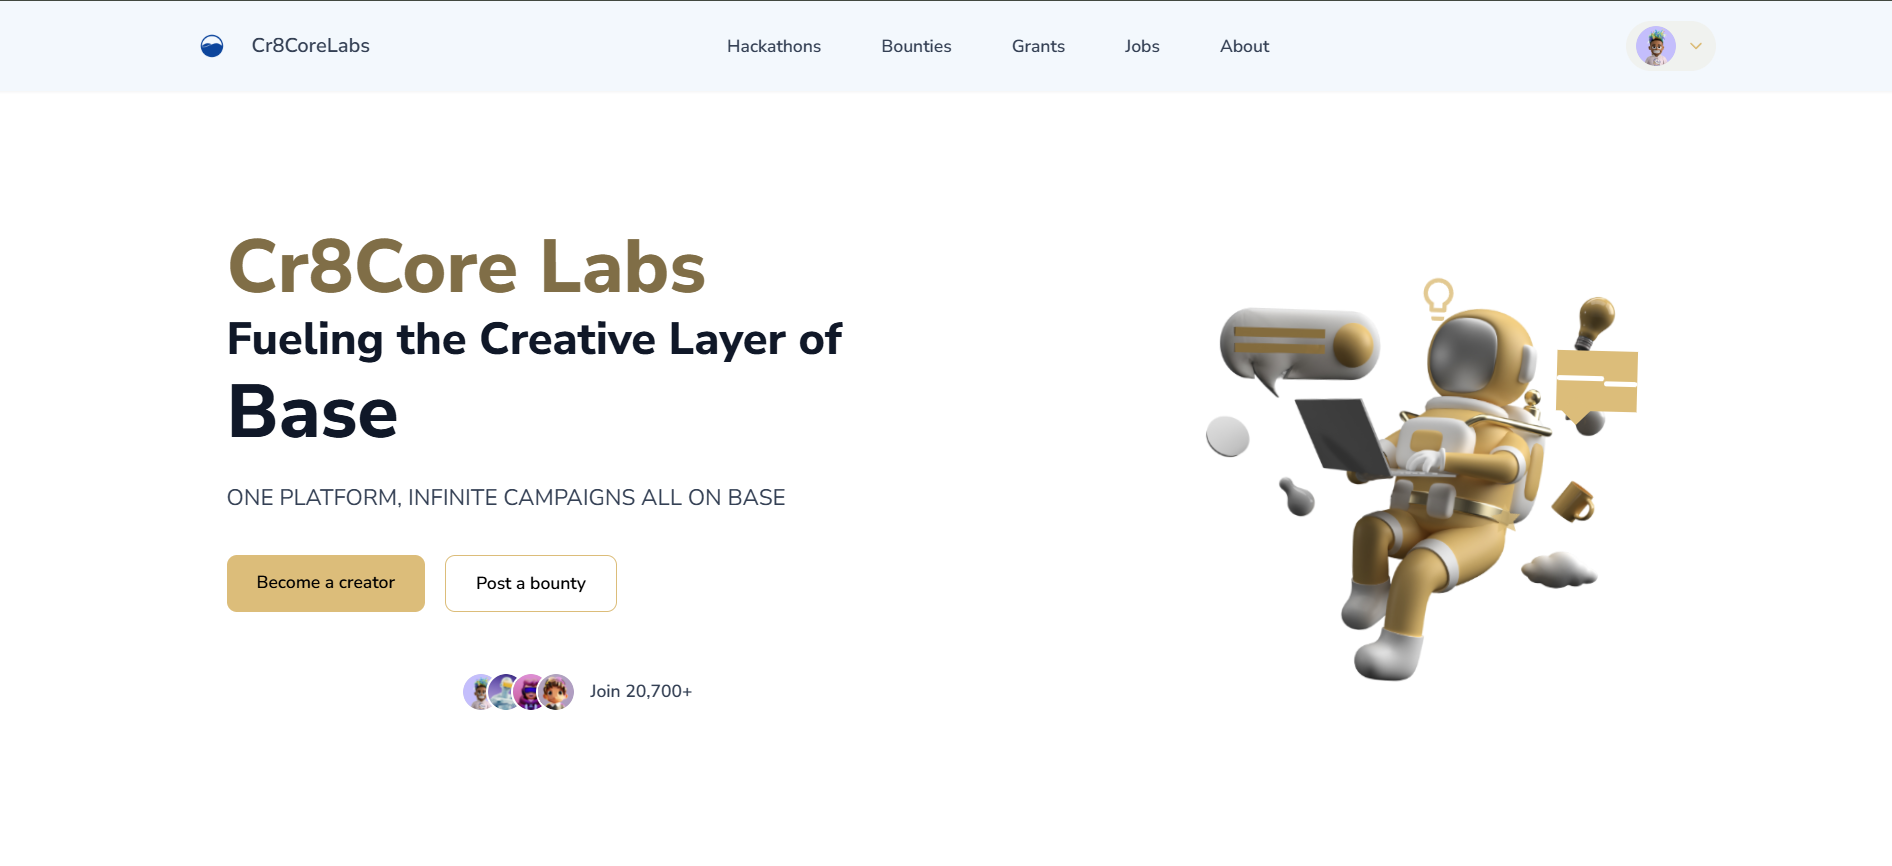 Cr8CoreLabs
Hackathons
Bounties
Grants
Jobs
About
Cr8Core Labs
Fueling the Creative Layer of
Base
ONE PLATFORM, INFINITE CAMPAIGNS ALL ON BASE
Become a creator
Post a bounty
Join 20,700+